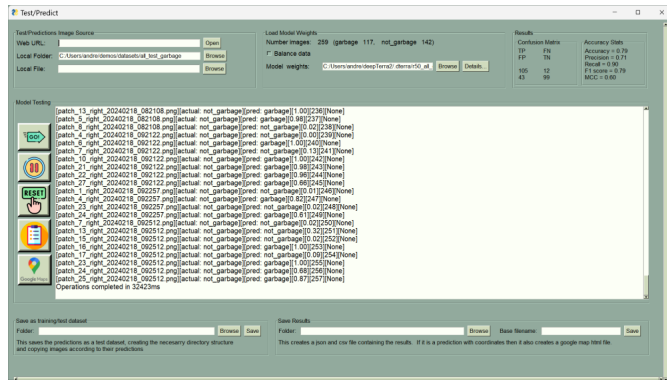 Test/Predict
Test/Predictions Image Source
Web URL:
Open
Local Folder: C:/Users/andre/demos/datasets/all_test_garbage
Browse
Local File:
Browse
Load Model Weights
Number images: 259 (garbage 117, not_garbage 142)
Balance data
Model weights: C:/Users/andre/deepTerra2/.dterra/r50_all_
Browse
Details...
Results
Confusion Matrix
TP FN
FP TN
105 12
43 99
Accuracy Stats
Accuracy = 0.79
Precision = 0.71
Recall = 0.90
F1 score = 0.79
MCC = 0.60
Model Testing
GO!
RESET
Google Maps
[patch_13_right_20240218_082108.png][actual: not_garbage][pred: garbage][1.00][236][None]
[patch_5_right_20240218_082108.png][actual: not_garbage][pred: garbage][0.98][237][None]
[patch_8_right_20240218_082108.png][actual: not_garbage][pred: not_garbage][0.02][238][None]
[patch_4_right_20240218_092122.png][actual: not_garbage][pred: not_garbage][0.00][239][None]
[patch_6_right_20240218_092122.png][actual: not_garbage][pred: garbage][1.00][240][None]
[patch_7_right_20240218_092122.png][actual: not_garbage][pred: not_garbage][0.13][241][None]
[patch_10_right_20240218_092122.png][actual: not_garbage][pred: garbage][1.00][242][None]
[patch_21_right_20240218_092122.png][actual: not_garbage][pred: garbage][0.98][243][None]
[patch_22_right_20240218_092122.png][actual: not_garbage][pred: garbage][0.96][244][None]
[patch_27_right_20240218_092122.png][actual: not_garbage][pred: garbage][0.66][245][None]
[patch_1_right_20240218_092257.png][actual: not_garbage][pred: not_garbage][0.01][246][None]
[patch_4_right_20240218_092257.png][actual: not_garbage][pred: garbage][0.82][247][None]
[patch_23_right_20240218_092257.png][actual: not_garbage][pred: not_garbage][0.02][248][None]
[patch_24_right_20240218_092257.png][actual: not_garbage][pred: garbage][0.61][249][None]
[patch_7_right_20240218_092512.png][actual: not_garbage][pred: not_garbage][0.02][250][None]
[patch_13_right_20240218_092512.png][actual: not_garbage][pred: not_garbage][0.32][251][None]
[patch_15_right_20240218_092512.png][actual: not_garbage][pred: not_garbage][0.02][252][None]
[patch_16_right_20240218_092512.png][actual: not_garbage][pred: garbage][1.00][253][None]
[patch_17_right_20240218_092512.png][actual: not_garbage][pred: not_garbage][0.09][254][None]
[patch_23_right_20240218_092512.png][actual: not_garbage][pred: garbage][1.00][255][None]
[patch_24_right_20240218_092512.png][actual: not_garbage][pred: garbage][0.68][256][None]
[patch_25_right_20240218_092512.png][actual: not_garbage][pred: garbage][0.87][257][None]
Operations completed in 32423ms
Save as training/test dataset
Folder:
Browse
Save
This saves the predictions as a test dataset, creating the necesarry directory structure
and copying images according to their predictions
Save Results
Folder:
Browse
Base filename:
Save
This creates a json and csv file containing the results. If it is a prediction with coordinates then it also creates a google map html file.